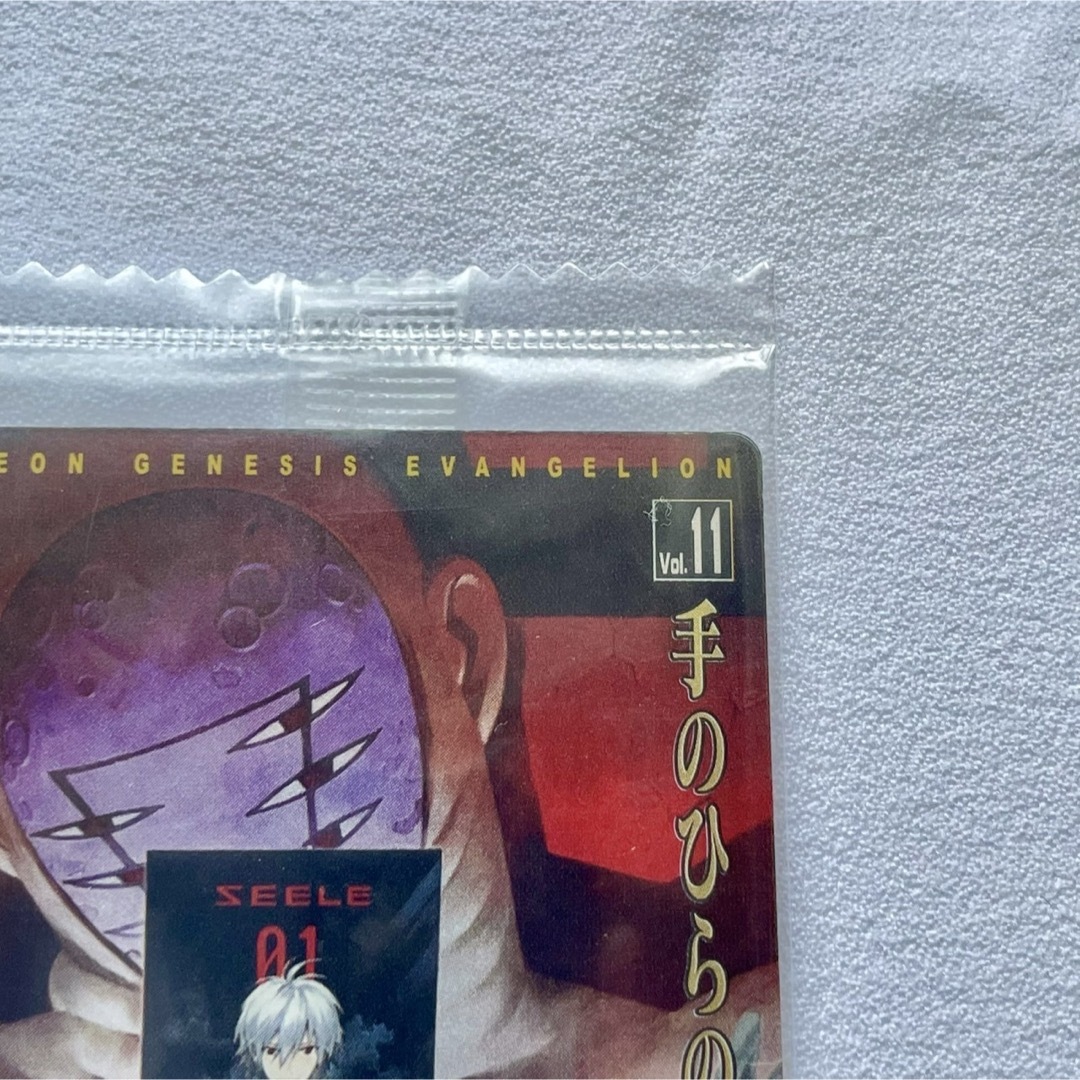 EON GENESIS EVANGELION
Vol.11
手のひらの
SEELE
01